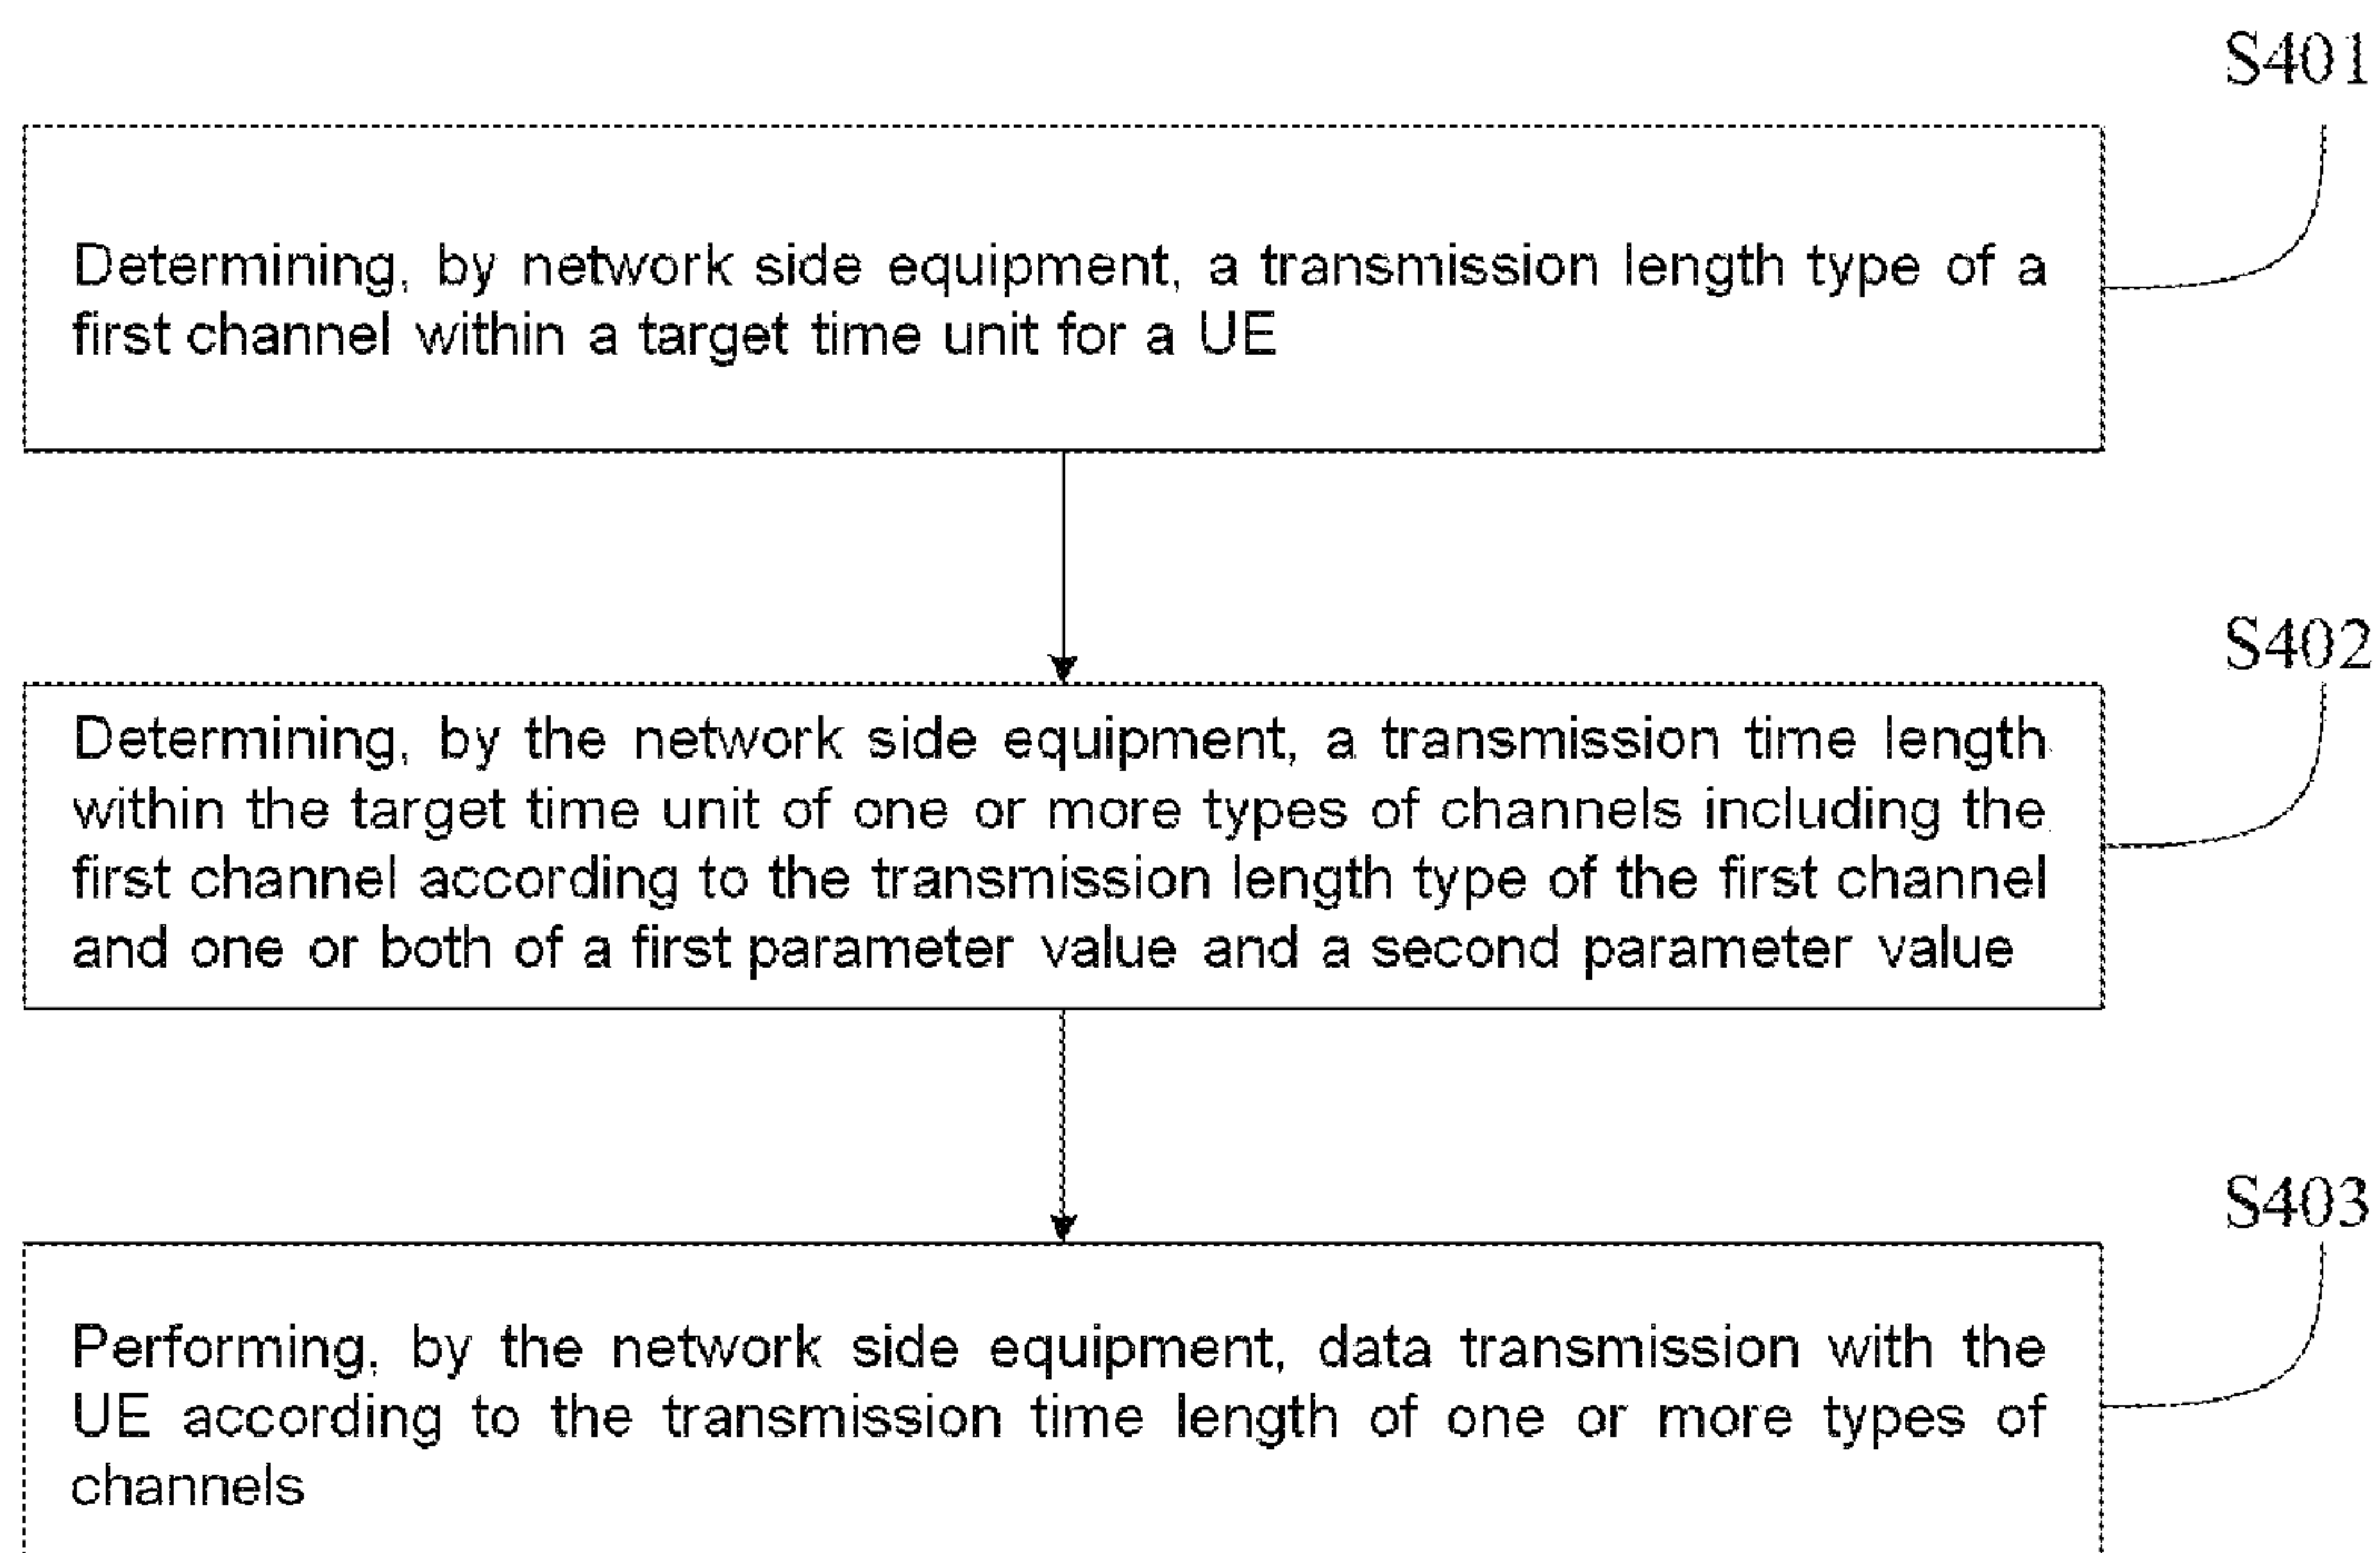 S401
Determining, by network side equipment, a transmission length type of a
first channel within a target time unit for a UE
S402
Determining, by the network side equipment, a transmission time length
within the target time unit of one or more types of channels including the
first channel according to the transmission length type of the first channel
and one or both of a first parameter value and a second parameter value
S403
Performing, by the network side equipment, data transmission with the
UE according to the transmission time length of one or more types of
channels